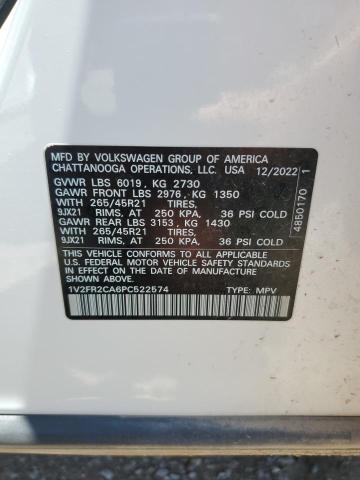 MFD BY VOLKSWAGEN GROUP OF AMERICA
CHATTANOOGA OPERATIONS, LLC. USA 12/2022
GVWR LBS 6019, KG 2730
GAWR FRONT LBS 2976, KG 1350
WITH TIRES, 265/45R21
9JX21 RIMS, AT 250 KPA, 36 PSI COLD
GAWR REAR LBS 3153, KG 1430
WITH TIRES, 265/45R21
9JX21 RIMS, AT 250 KPA, 36 PSI COLD
THIS VEHICLE CONFORMS TO ALL APPLICABLE
U.S. FEDERAL MOTOR VEHICLE SAFETY STANDARDS
IN EFFECT ON THE DATE OF MANUFACTURE
SHOWN ABOVE.
1V2FR2CA6PC522574 TYPE: MPV
4B50170 1